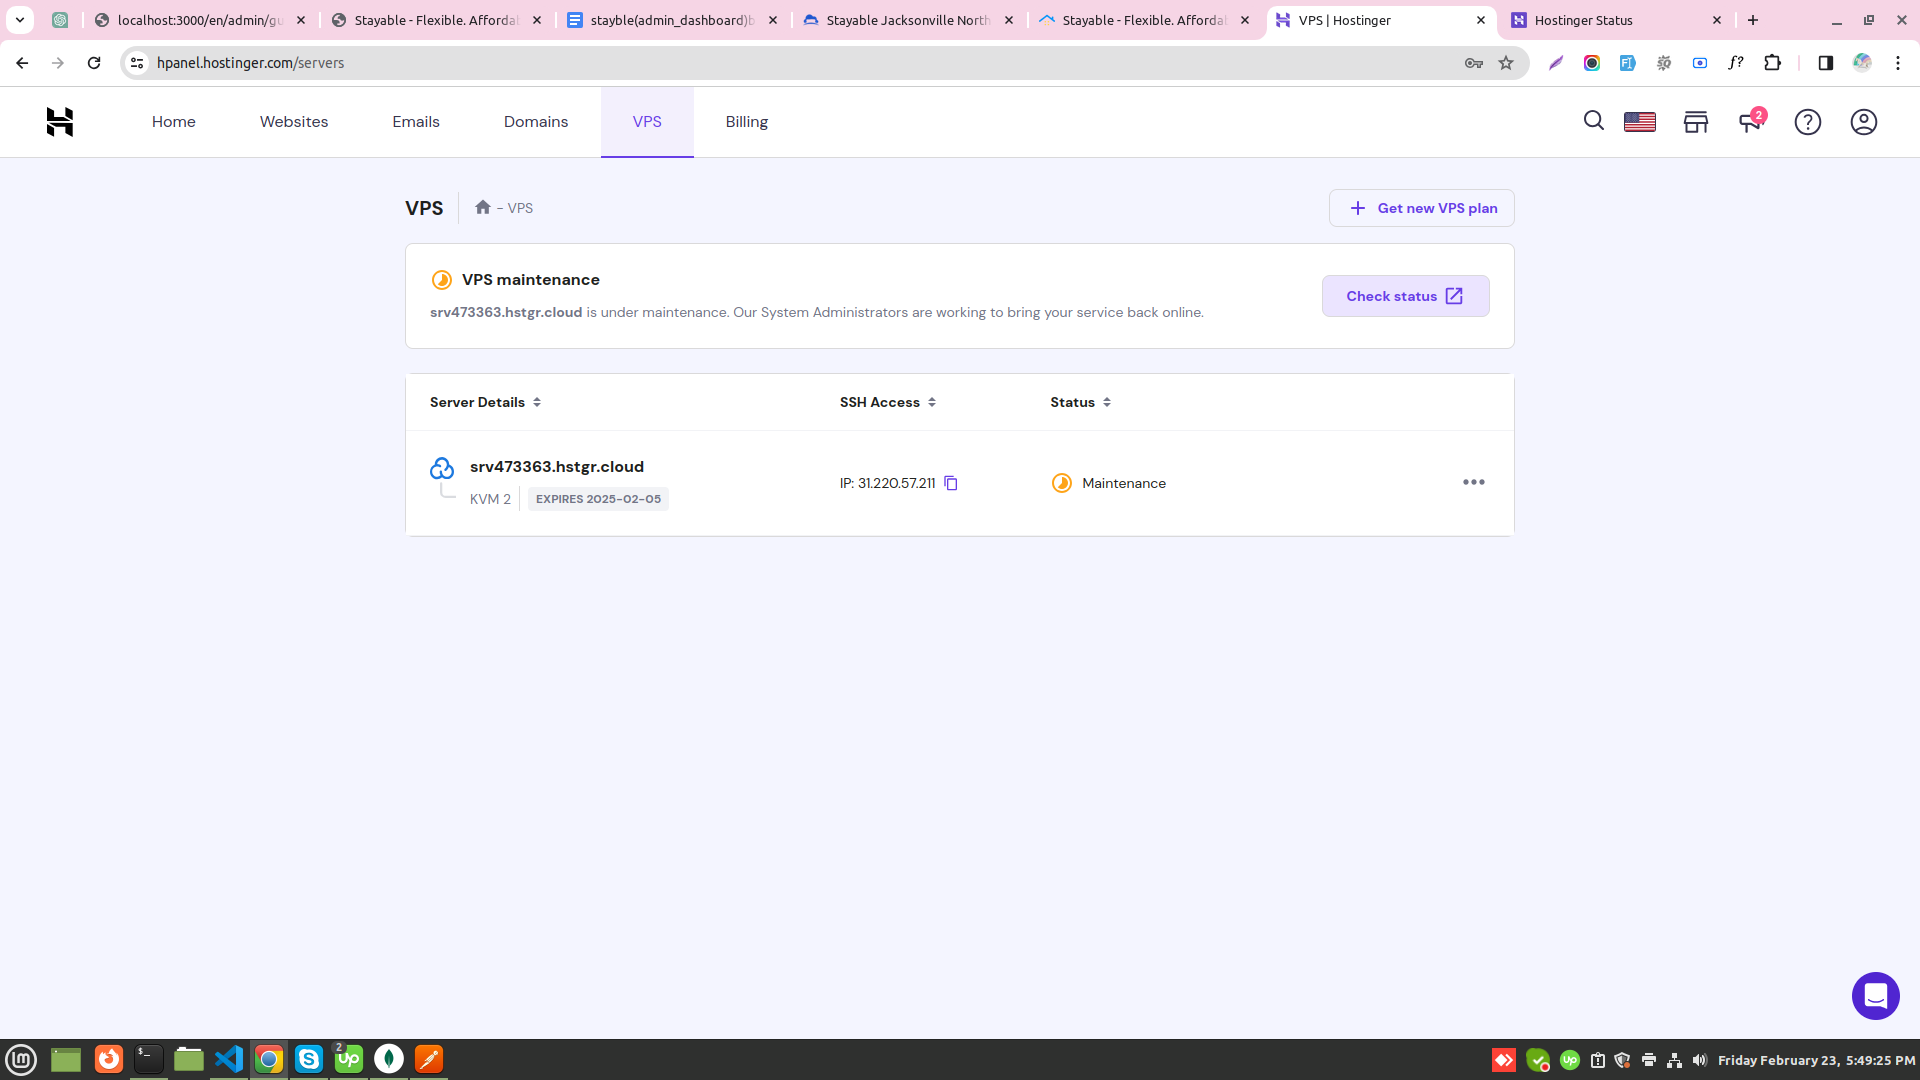 localhost:3000/en/admin/gu
Stayable - Flexible. Affordal
stayble(admin_dashboard)b
Stayable Jacksonville North
Stayable - Flexible. Affordal
VPS | Hostinger
Hostinger Status
hpanel.hostinger.com/servers
f?
Home
Websites
Emails
Domains
VPS
Billing
2
VPS
- VPS
Get new VPS plan
VPS maintenance
srv473363.hstgr.cloud is under maintenance. Our System Administrators are working to bring your service back online.
Check status
Server Details
SSH Access
Status
srv473363.hstgr.cloud
KVM 2
EXPIRES 2025-02-05
IP: 31.220.57.211
Maintenance
2
up
up
Friday February 23, 5:49:25 PM